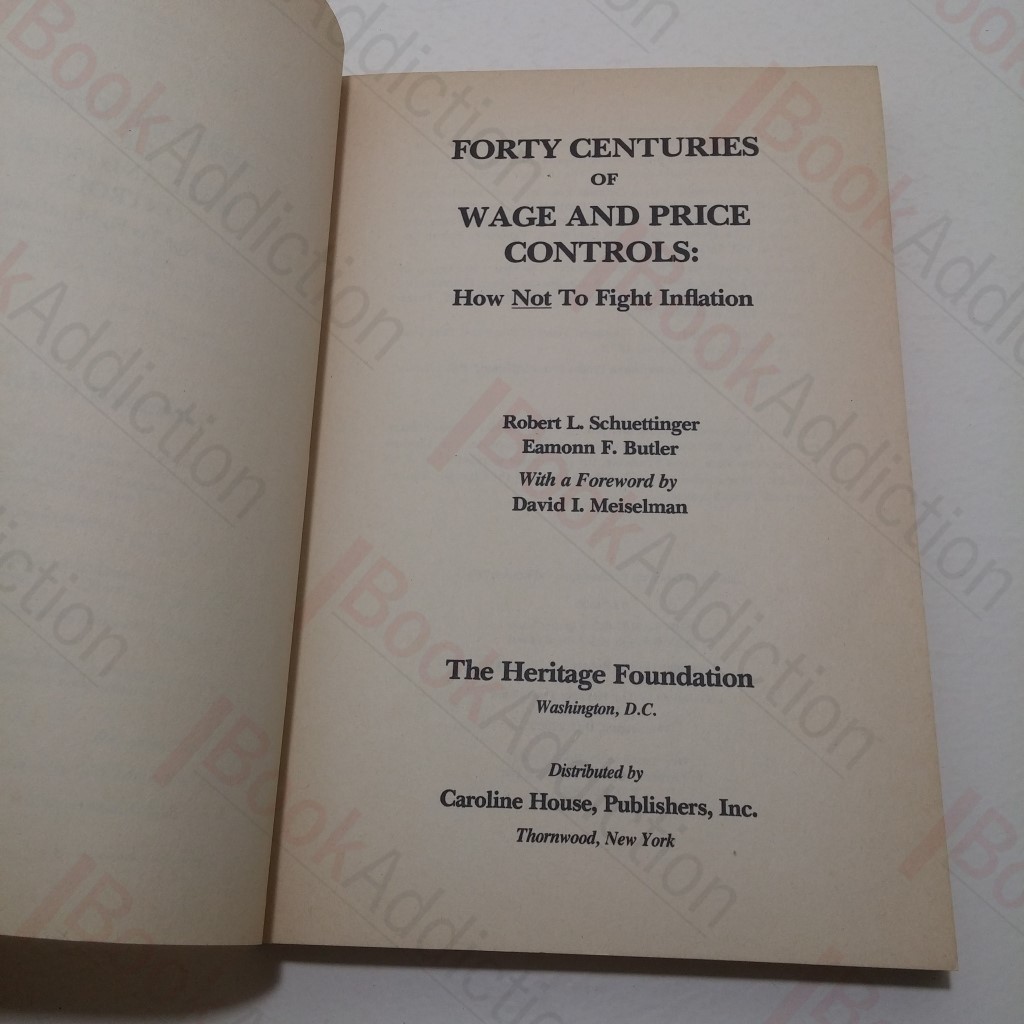 FORTY CENTURIES
OF
WAGE AND PRICE
CONTROLS:
How Not To Fight Inflation
Robert L. Schuettinger
Eamonn F. Butler
With a Foreword by
David I. Meiselman
The Heritage Foundation
Washington, D.C.
Distributed by
Caroline House, Publishers, Inc.
Thornwood, New York
BookAddiction